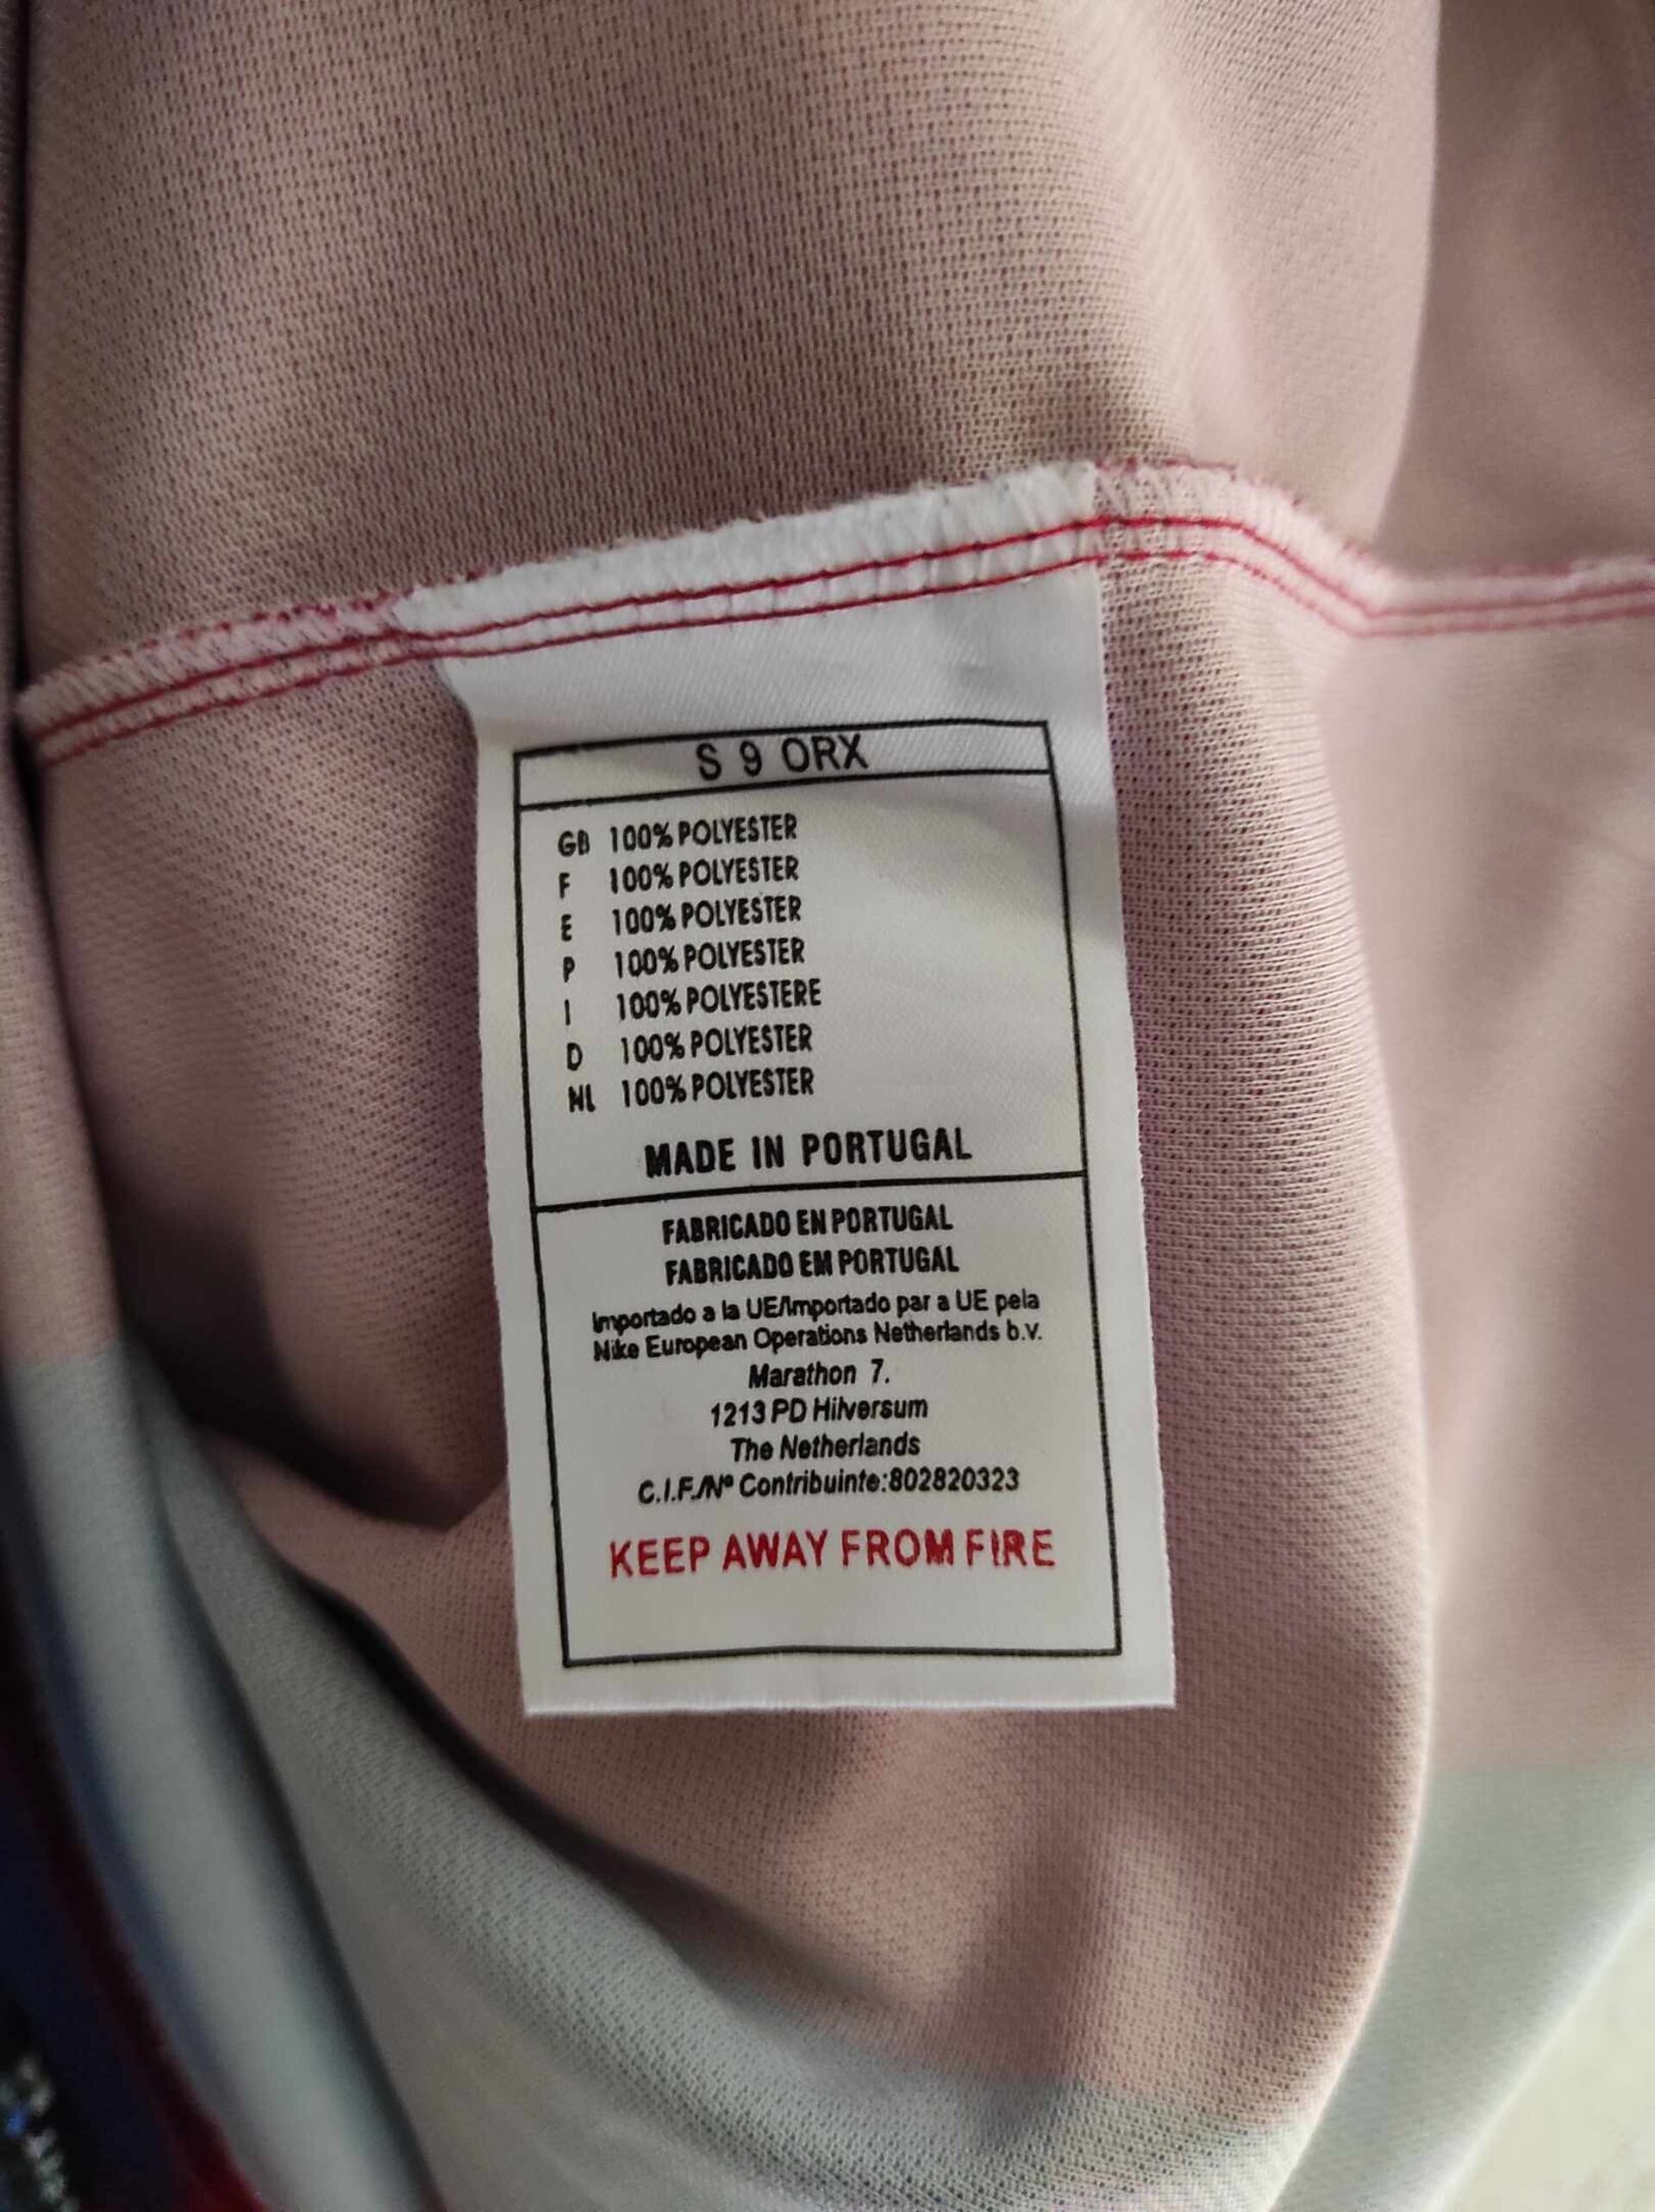 S 9 ORX
GB 100% POLYESTER
F 100% POLYESTER
E 100% POLYESTER
P 100% POLYESTER
I 100% POLYESTERE
D 100% POLYESTER
NL 100% POLYESTER
MADE IN PORTUGAL
FABRICADO EN PORTUGAL
FABRICADO EM PORTUGAL
Importado a la UE/Importado par a UE pela
Nike European Operations Netherlands b.v.
Marathon 7.
1213 PD Hilversum
The Netherlands
C.I.F./Nº Contribuinte:802820323
KEEP AWAY FROM FIRE